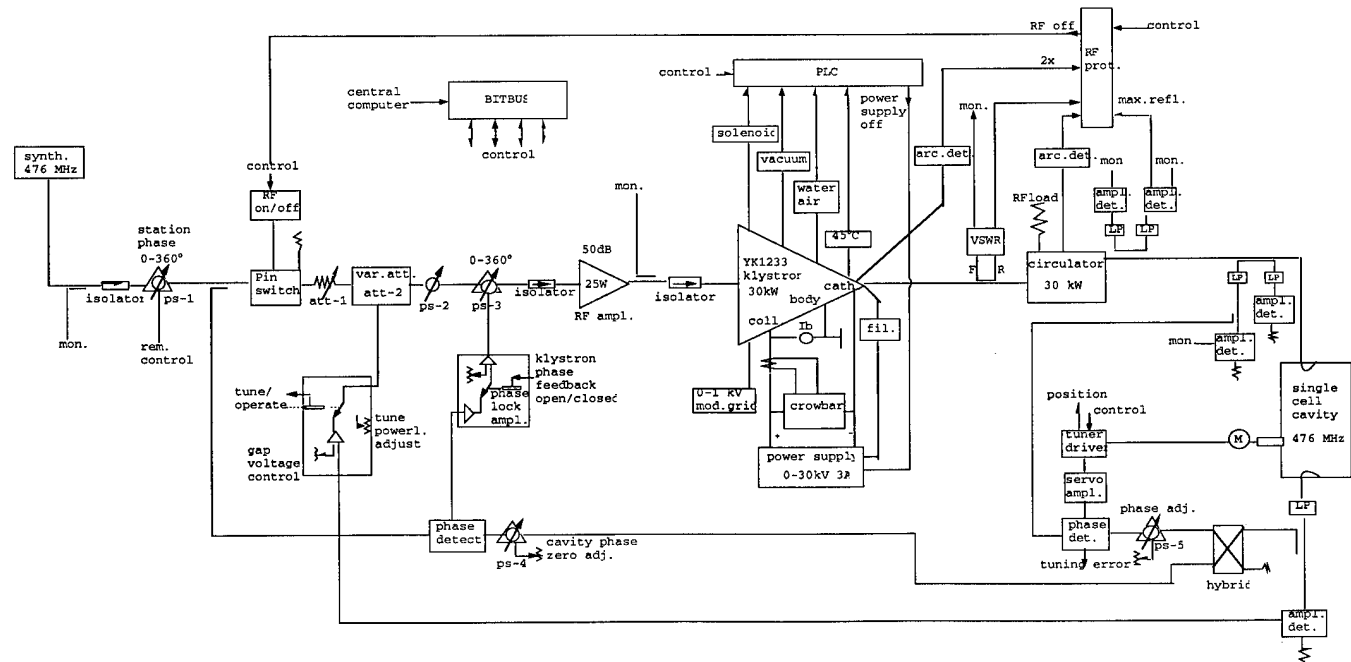 RF off
control
RF
prot.
2x
control
PLC
central
computer
BITBUS
power
supply
off
mon.
max.refl.
solenoid
control
synth.
476 MHz
control
vacuum
arc.det.
arc.det.
mon
mon.
RF
on/off
mon.
water
air
RFload
ampl.
det.
ampl.
det.
station
phase
0-360°
50dB
45°C
VSWR
LP
LP
0-360°
YK1233
klystron
30kW
F
R
circulator
30 kW
Pin
switch
var.att.
att-2
25W
cath
LP
LP
isolator
ps-1
att-1
ps-2
ps-3
isolator
RF ampl.
isolator
body
coll.
Ib
fil.
ampl.
det.
mon.
rem.
control
mon.
ampl.
det.
klystron
phase
feedback
open/closed
phase
lock
ampl.
tune/
operate
tune
powerl.
adjust
0-1 kV
mod.grid
crowbar
+
-
position
control
single
cell
cavity
476 MHz
tuner
driver
M
gap
voltage
control
power supply
0-30kV 3A
servo
ampl.
LP
phase
detect
ps-4
cavity phase
zero adj.
phase
det.
phase adj.
ps-5
tuning error
hybrid
ampl.
det.